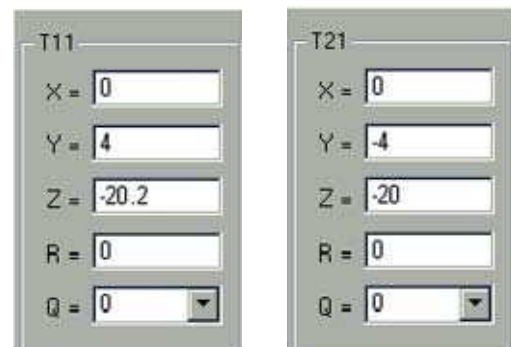 T11
X = 0
Y = 4
Z = -20.2
R = 0
Q = 0
T21
X = 0
Y = -4
Z = -20
R = 0
Q = 0